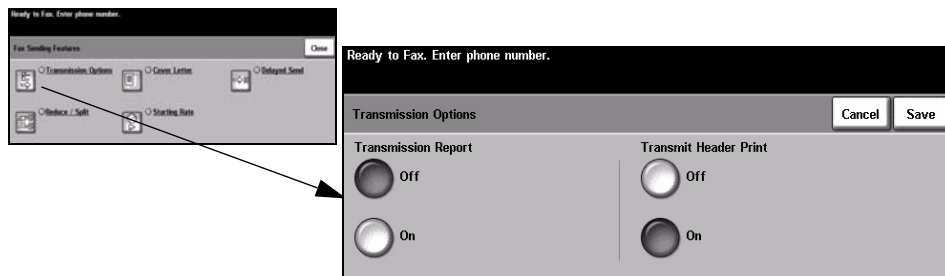 Ready to Fax. Enter phone number.
Fax Sending Features
Close
Transmission Options
Cover Letter
Delayed Send
Reduce / Split
Starting Rate
Ready to Fax. Enter phone number.
Transmission Options
Cancel
Save
Transmission Report
Transmit Header Print
Off
Off
On
On